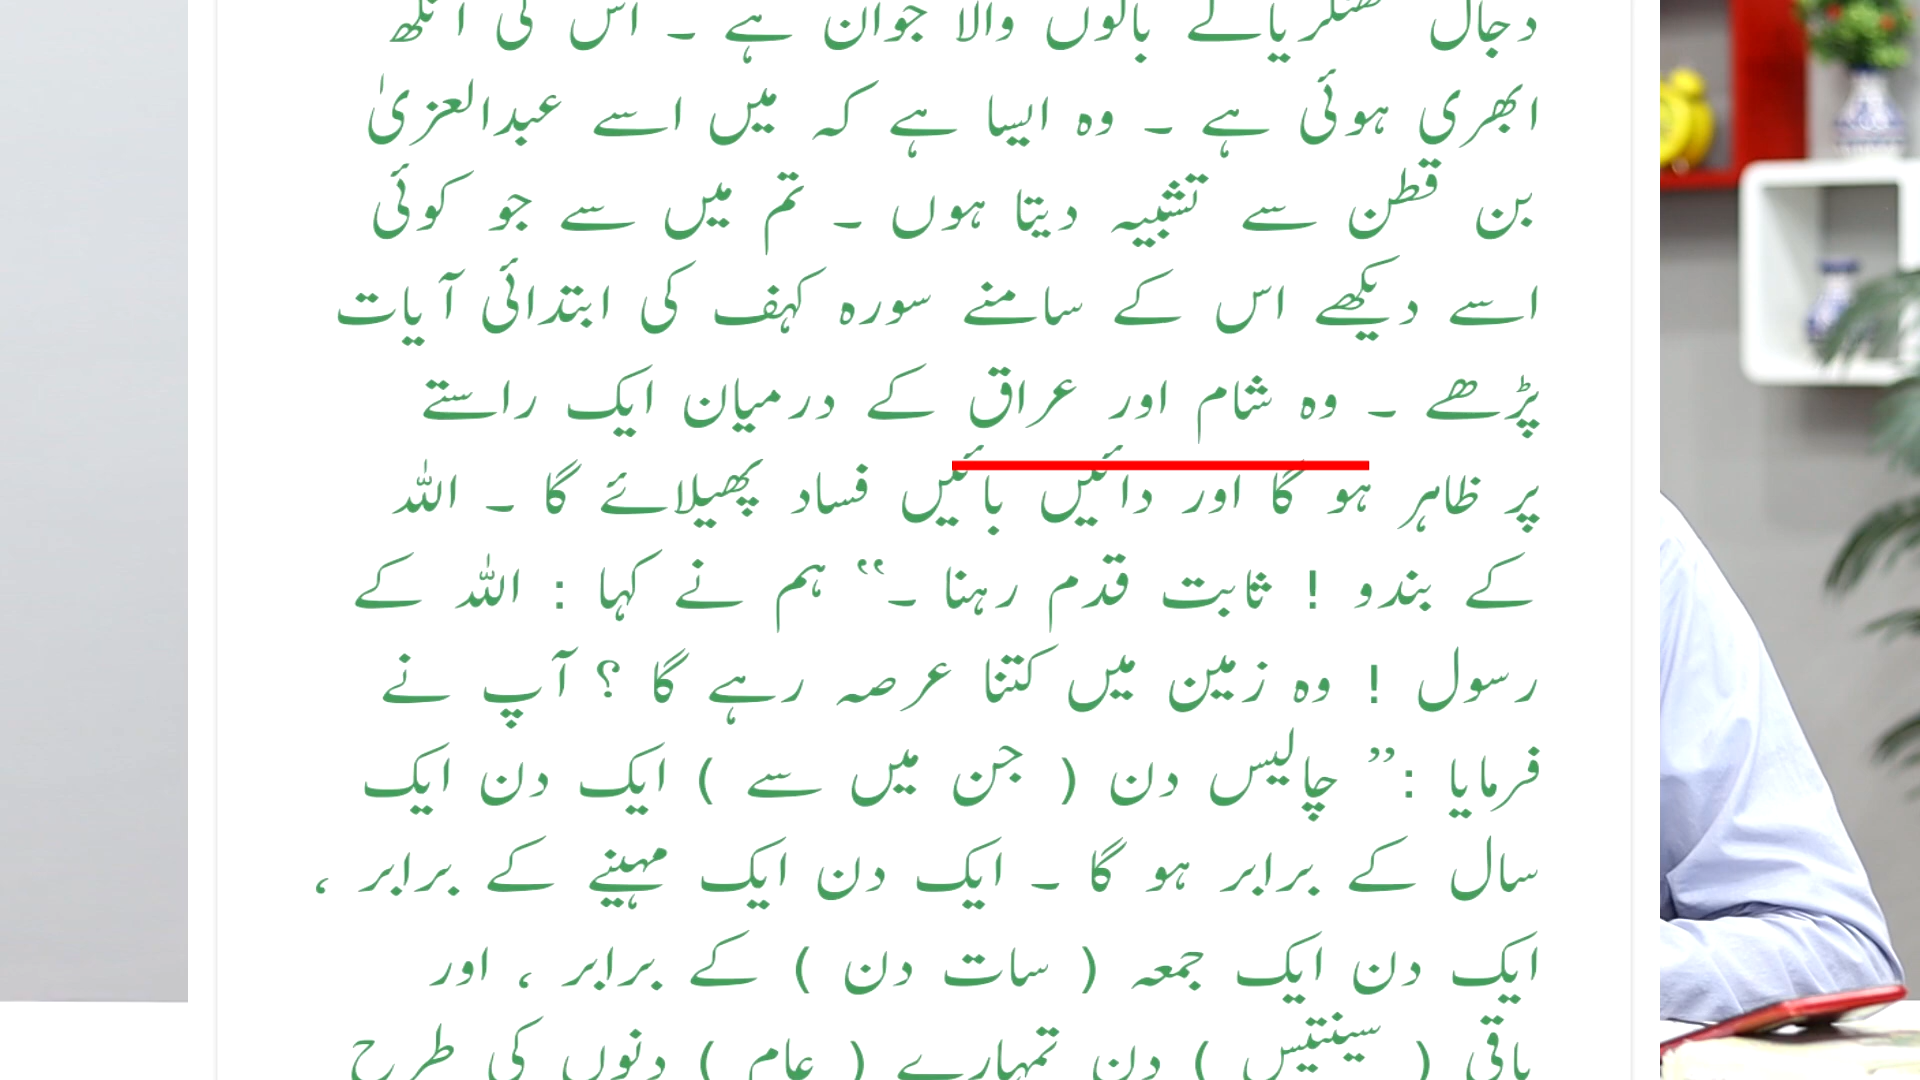 دجال گھنگریالے بالوں والا جوان ہے ۔ اس کی آنکھ
ابھری ہوئی ہے ۔ وہ ایسا ہے کہ میں اسے عبدالعزیٰ
بن قطن سے تشبیہ دیتا ہوں ۔ تم میں سے جو کوئی
اسے دیکھے اس کے سامنے سورہ کہف کی ابتدائی آیات
پڑھے ۔ وہ شام اور عراق کے درمیان ایک راستے
پر ظاہر ہو گا اور دائیں بائیں فساد پھیلائے گا ۔ اللہ
کے بندو ! ثابت قدم رہنا ۔‘‘ ہم نے کہا : اللہ کے
رسول ! وہ زمین میں کتنا عرصہ رہے گا ؟ آپ نے
فرمایا :’’ چالیس دن ( جن میں سے ) ایک دن ایک
سال کے برابر ہو گا ۔ ایک دن ایک مہینے کے برابر ،
ایک دن ایک جمعہ ( سات دن ) کے برابر ، اور
باقی ( سینتیس ) دن تمہارے ( عام ) دنوں کی طرح